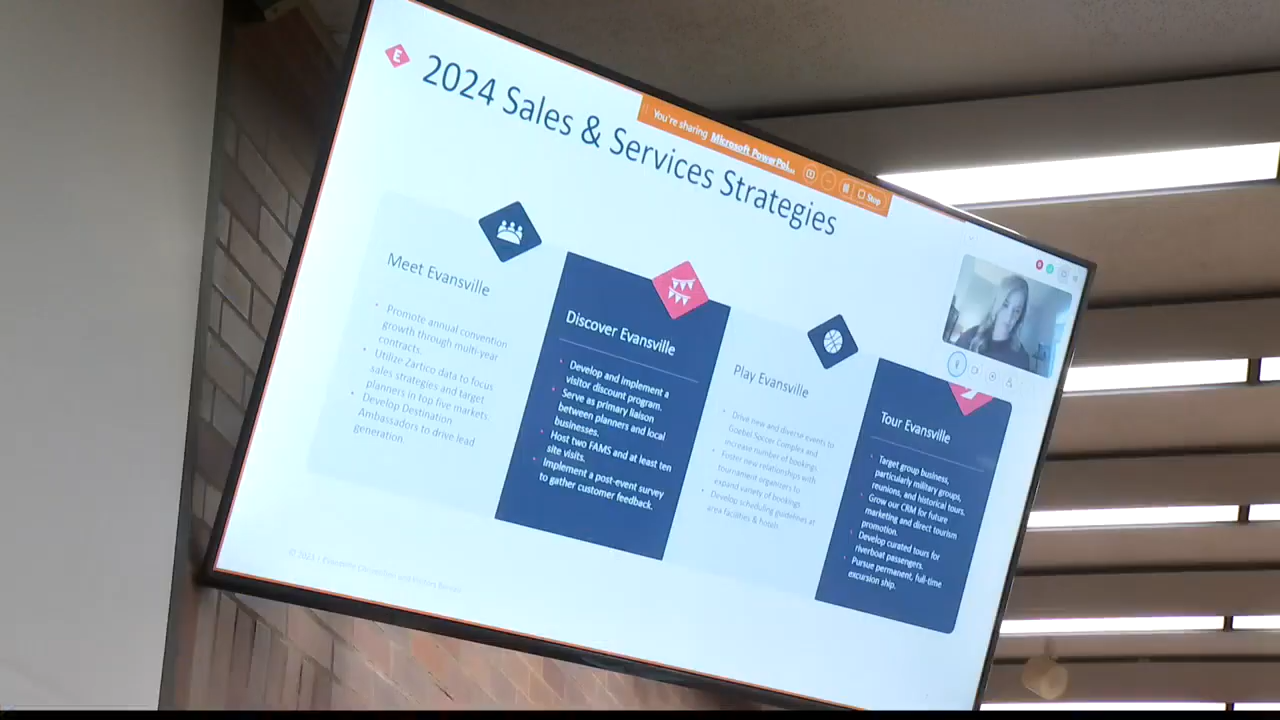 E
2024 Sales & Services Strategies
You're sharing Microsoft PowerPoi...
Stop
Meet Evansville
• Promote annual convention
growth through multi-year
contracts.
• Utilize Zartico data to focus
sales strategies and target
planners in top five markets.
• Develop Destination
Ambassadors to drive lead
generation.
Discover Evansville
• Develop and implement a
visitor discount program.
• Serve as primary liaison
between planners and local
businesses.
• Host two FAMS and at least ten
site visits.
• Implement a post-event survey
to gather customer feedback.
Play Evansville
• Drive new and diverse events to
Goebel Soccer Complex and
increase number of bookings.
• Foster new relationships with
tournament organizers to
expand variety of bookings.
• Develop scheduling guidelines at
area facilities & hotels.
Tour Evansville
• Target group business,
particularly military groups,
reunions, and historical tours.
• Grow our CRM for future
marketing and direct tourism
promotion.
• Develop curated tours for
riverboat passengers.
• Pursue permanent, full-time
excursion ship.
Evansville Convention and Visitors Bureau